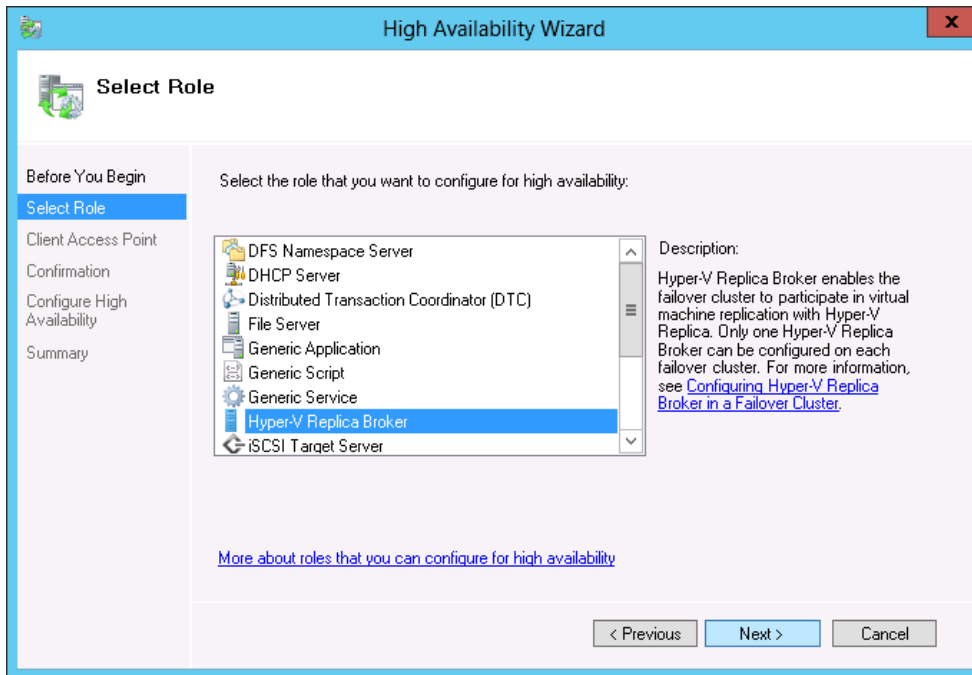 High Availability Wizard
x
Select Role
Before You Begin
Select Role
Client Access Point
Confirmation
Configure High
Availability
Summary
Select the role that you want to configure for high availability:
DFS Namespace Server
DHCP Server
Distributed Transaction Coordinator (DTC)
File Server
Generic Application
Generic Script
Generic Service
Hyper-V Replica Broker
iSCSI Target Server
Description:
Hyper-V Replica Broker enables the
failover cluster to participate in virtual
machine replication with Hyper-V
Replica. Only one Hyper-V Replica
Broker can be configured on each
failover cluster. For more information,
see Configuring Hyper-V Replica
Broker in a Failover Cluster.
More about roles that you can configure for high availability
< Previous
Next >
Cancel